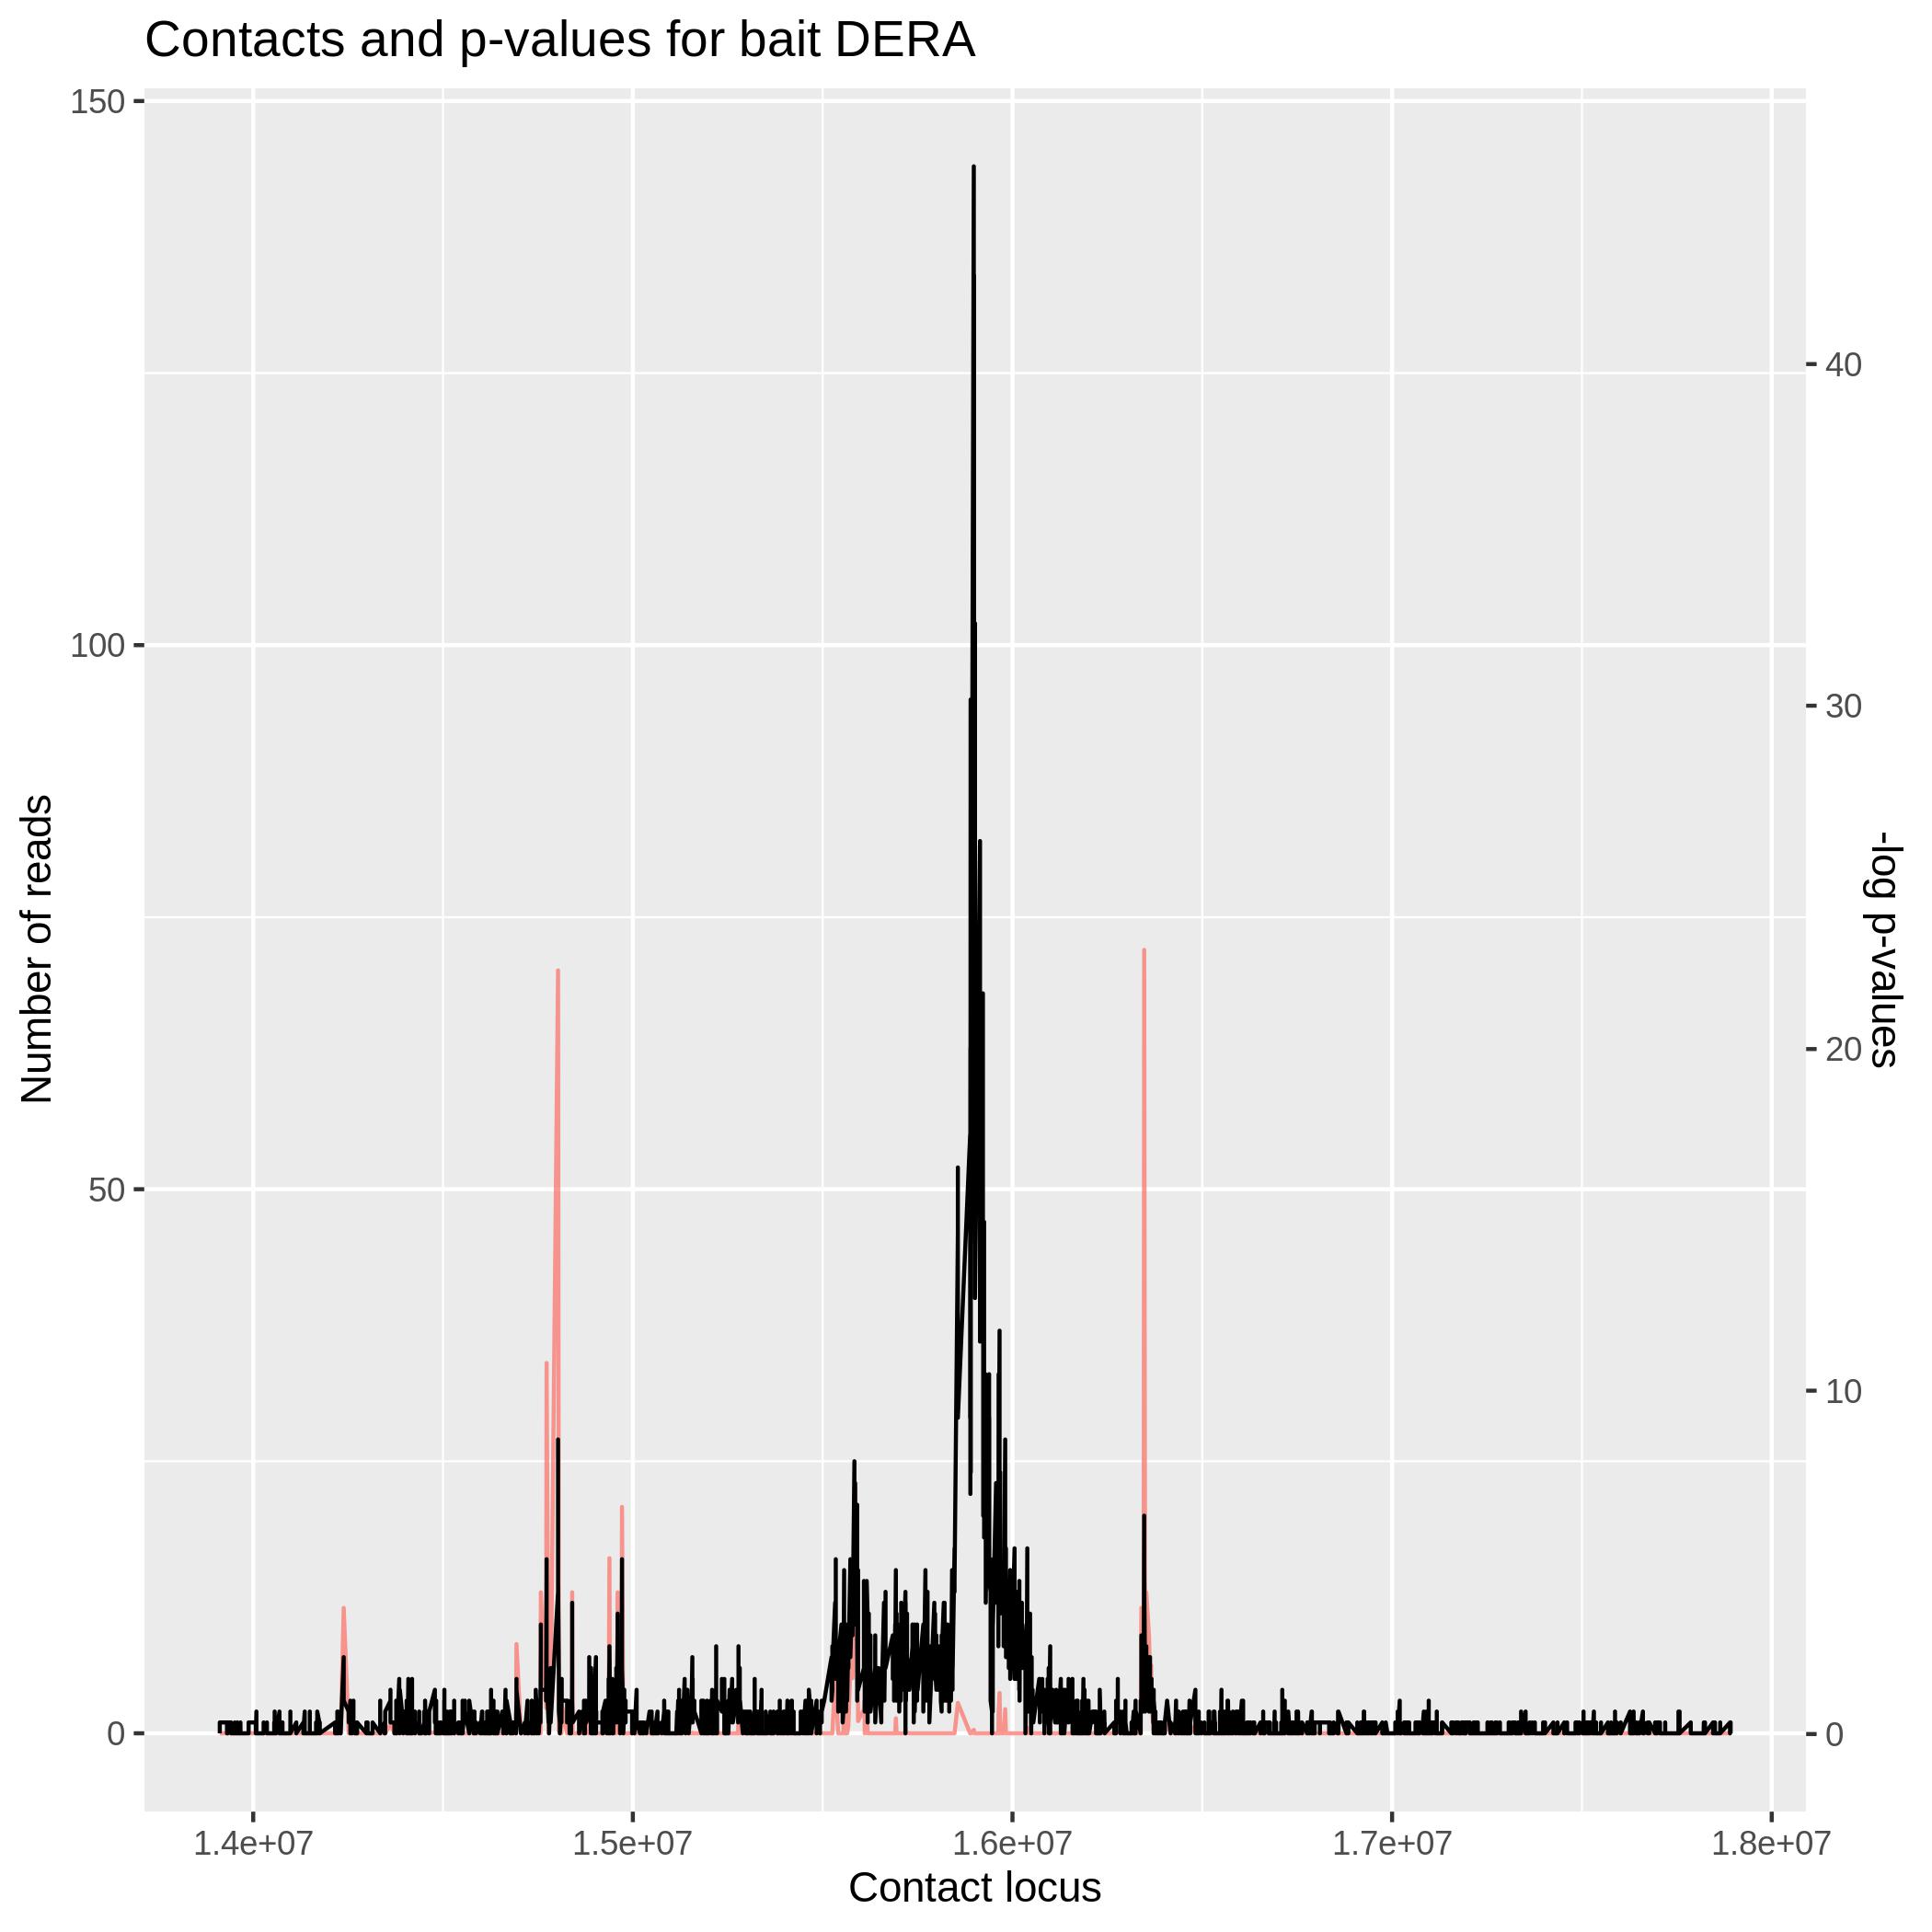 Contacts and p-values for bait DERA
150
100
50
0
Number of reads
40
30
20
10
0
-log p-values
1.4e+07
1.5e+07
1.6e+07
1.7e+07
1.8e+07
Contact locus